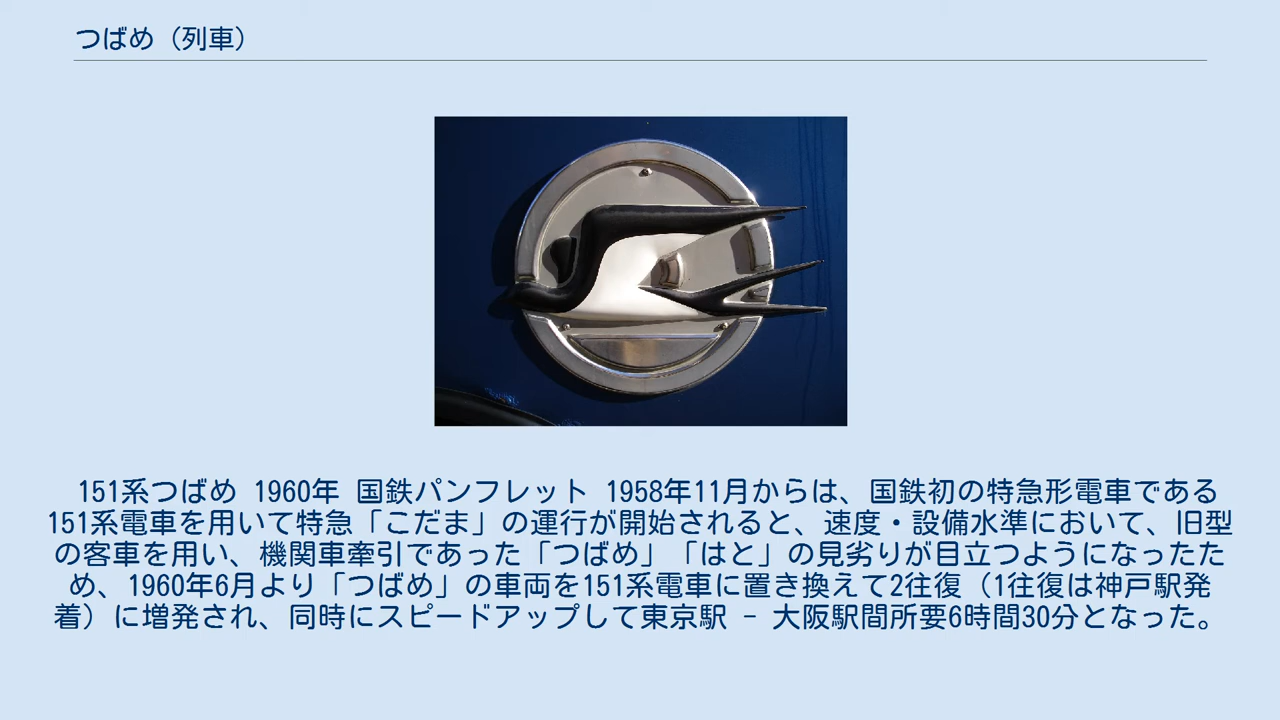 つばめ（列車）
151系つばめ 1960年 国鉄パンフレット 1958年11月からは、国鉄初の特急形電車である
151系電車を用いて特急「こだま」の運行が開始されると、速度・設備水準において、旧型
の客車を用い、機関車牽引であった「つばめ」「はと」の見劣りが目立つようになったた
め、1960年6月より「つばめ」の車両を151系電車に置き換えて2往復（1往復は神戸駅発
着）に増発され、同時にスピードアップして東京駅 - 大阪駅間所要6時間30分となった。